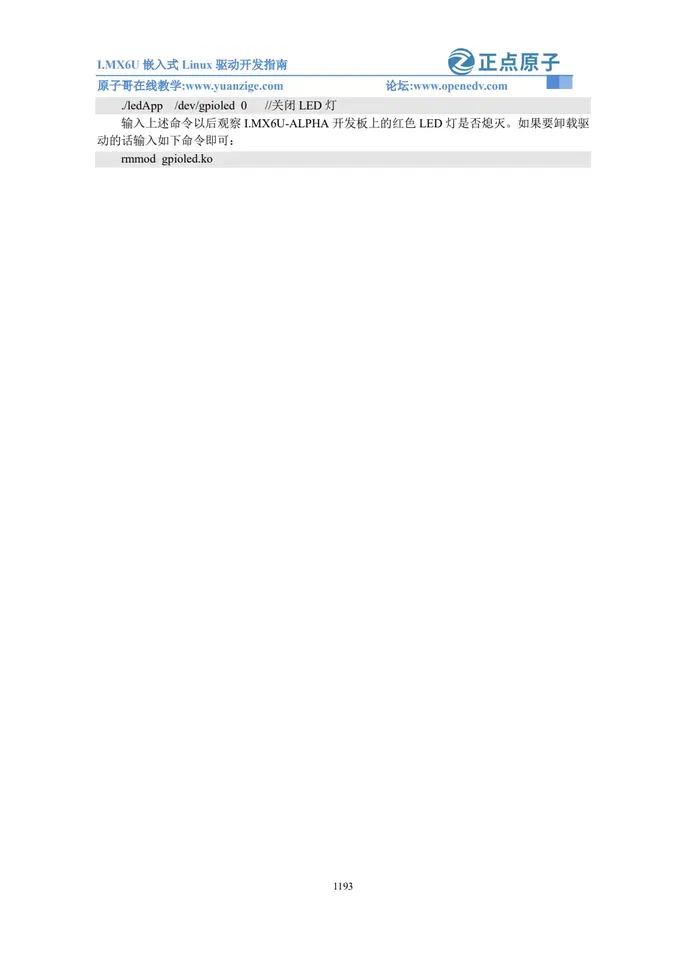 I.MX6U 嵌入式 Linux 驱动开发指南
正点原子
原子哥在线教学:www.yuanzige.com 论坛:www.openedv.com
./ledApp /dev/gpioled 0 //关闭 LED 灯
输入上述命令以后观察 I.MX6U-ALPHA 开发板上的红色 LED 灯是否熄灭。如果要卸载驱
动的话输入如下命令即可：
rmmod gpioled.ko
1193